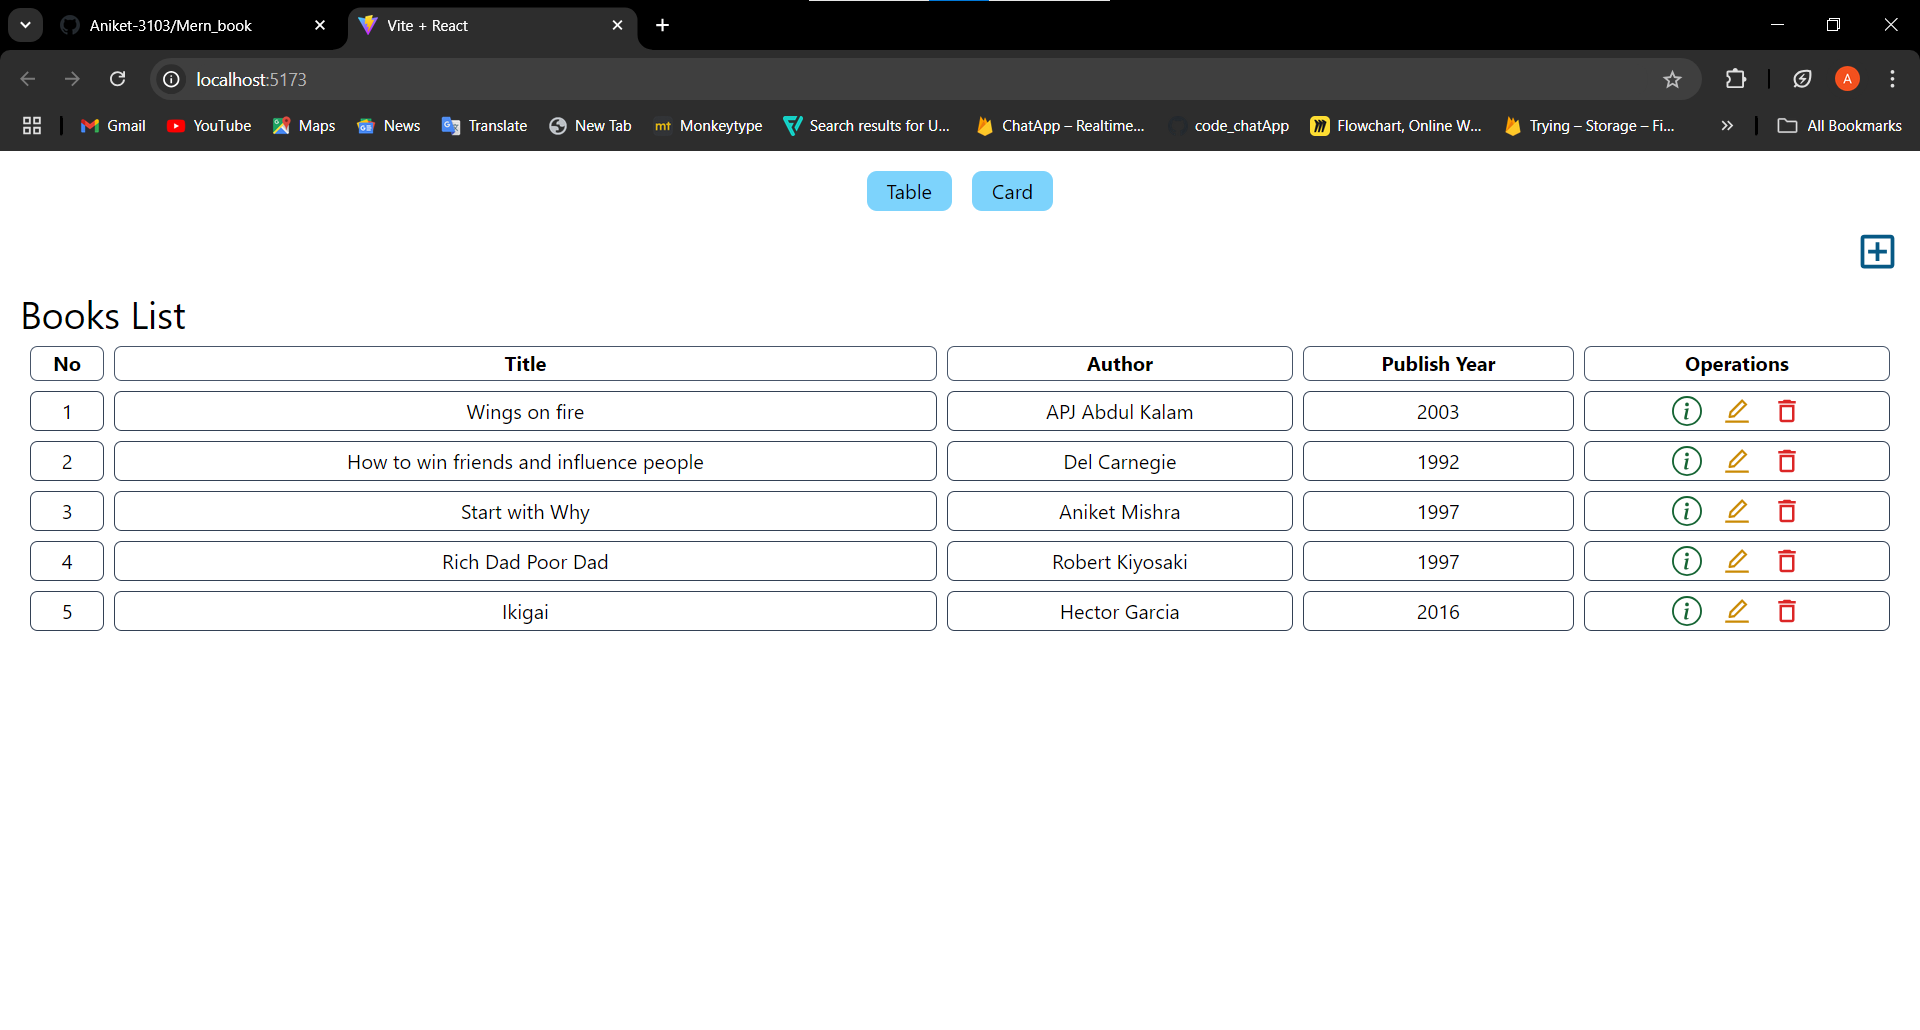 Aniket-3103/Mern_book
Vite + React
localhost:5173
A
Gmail YouTube Maps News Translate New Tab mt Monkeytype Search results for U... ChatApp – Realtime... code_chatApp Flowchart, Online W... Trying – Storage – Fi... All Bookmarks
Table Card
Books List
No Title Author Publish Year Operations
1 Wings on fire APJ Abdul Kalam 2003
2 How to win friends and influence people Del Carnegie 1992
3 Start with Why Aniket Mishra 1997
4 Rich Dad Poor Dad Robert Kiyosaki 1997
5 Ikigai Hector Garcia 2016